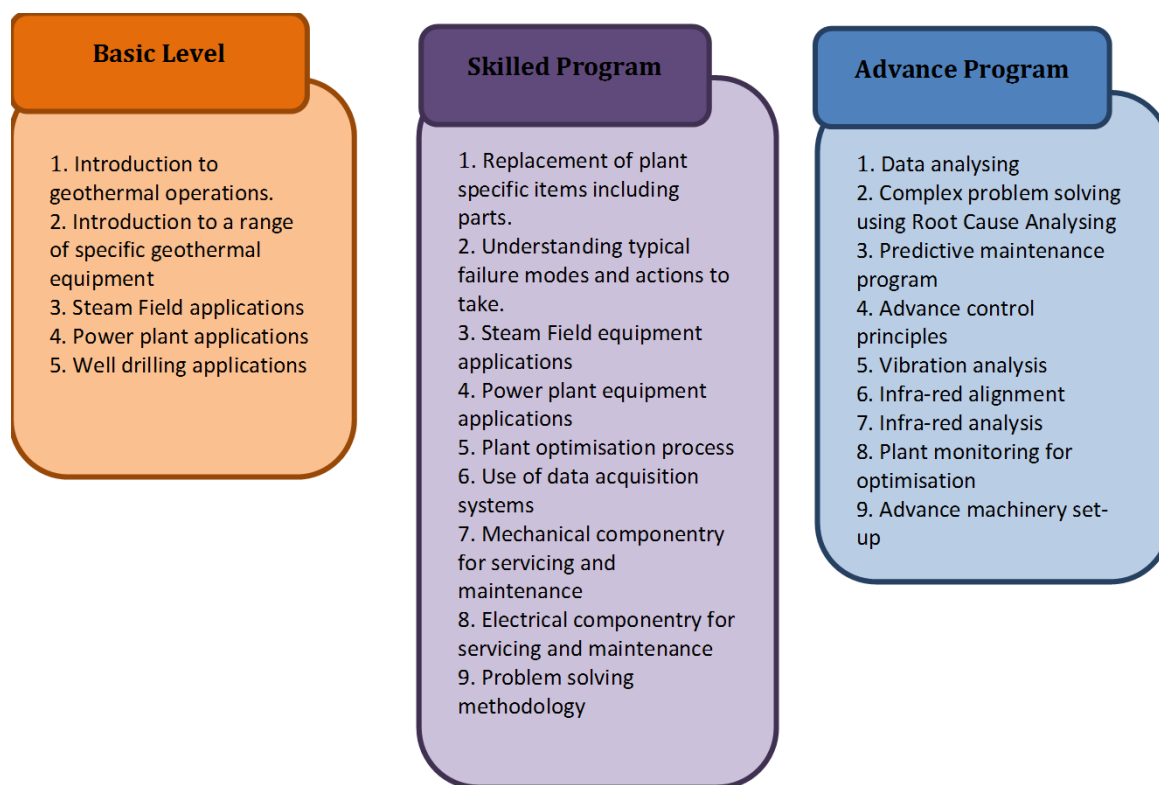 Basic Level
1. Introduction to
geothermal operations.
2. Introduction to a range
of specific geothermal
equipment
3. Steam Field applications
4. Power plant applications
5. Well drilling applications
Skilled Program
1. Replacement of plant
specific items including
parts.
2. Understanding typical
failure modes and actions to
take.
3. Steam Field equipment
applications
4. Power plant equipment
applications
5. Plant optimisation process
6. Use of data acquisition
systems
7. Mechanical componentry
for servicing and
maintenance
8. Electrical componentry for
servicing and maintenance
9. Problem solving
methodology
Advance Program
1. Data analysing
2. Complex problem solving
using Root Cause Analysing
3. Predictive maintenance
program
4. Advance control
principles
5. Vibration analysis
6. Infra-red alignment
7. Infra-red analysis
8. Plant monitoring for
optimisation
9. Advance machinery set-
up